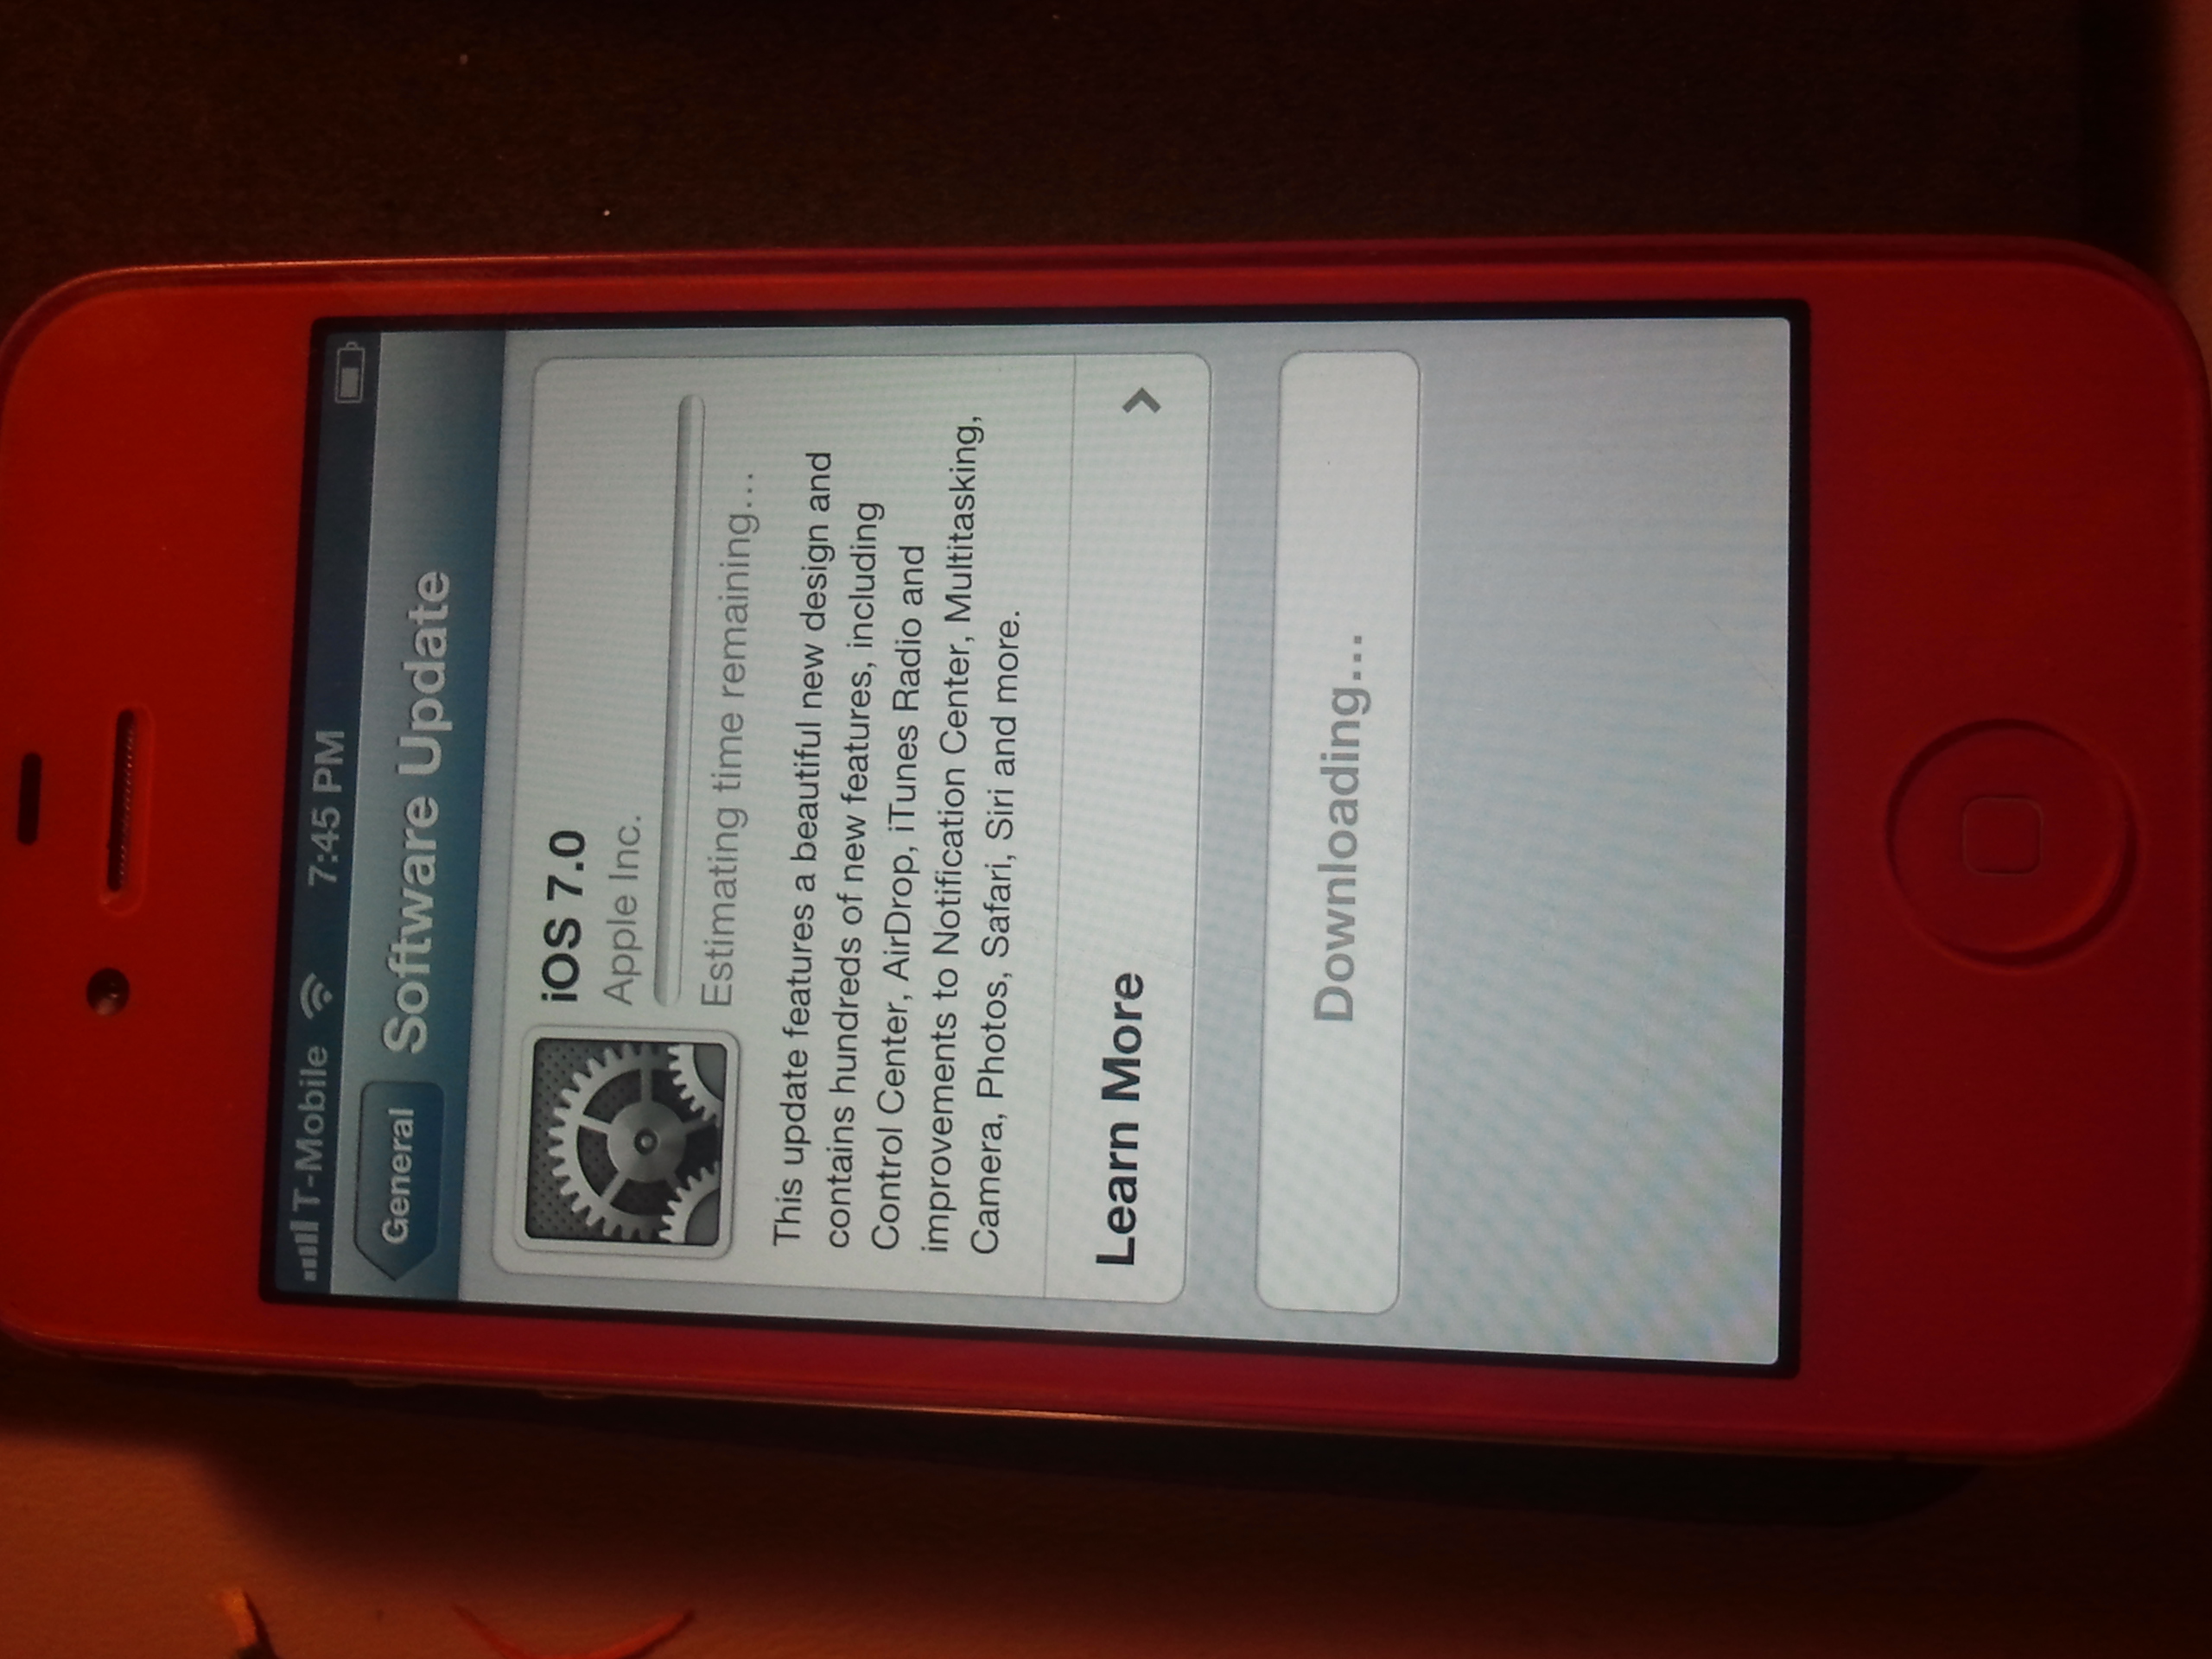 T-Mobile 7:45 PM
General Software Update
iOS 7.0
Apple Inc.
Estimating time remaining...
This update features a beautiful new design and
contains hundreds of new features, including
Control Center, AirDrop, iTunes Radio and
improvements to Notification Center, Multitasking,
Camera, Photos, Safari, Siri and more.
Learn More
Downloading...